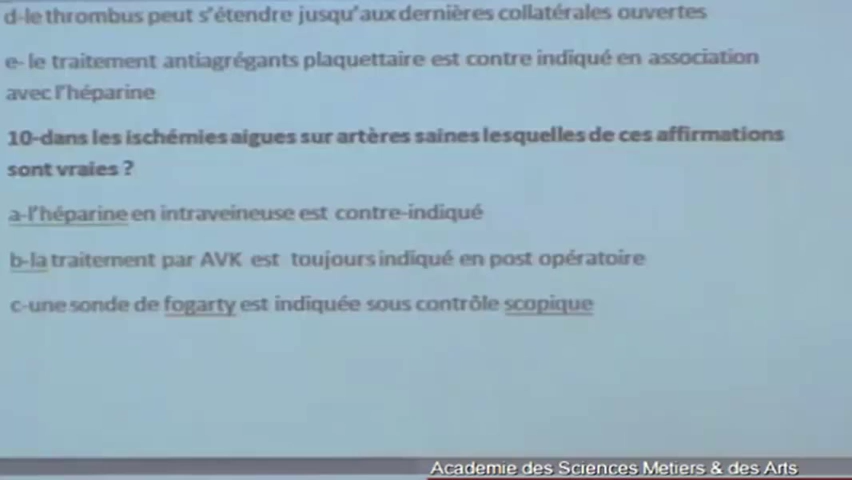 d-le thrombus peut s'étendre jusqu'aux dernières collatérales ouvertes
e- le traitement antiagrégants plaquettaire est contre indiqué en association
avec l'héparine
10-dans les ischémies aigues sur artères saines lesquelles de ces affirmations
sont vraies ?
a-l'héparine en intraveineuse est contre-indiqué
b-la traitement par AVK est toujours indiqué en post opératoire
c-une sonde de fogarty est indiquée sous contrôle scopique
Academie des Sciences Metiers & des Arts